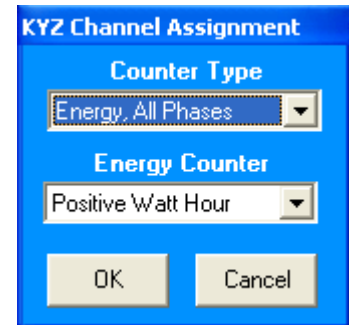 KYZ Channel Assignment
Counter Type
Energy, All Phases
Energy Counter
Positive Watt Hour
OK Cancel